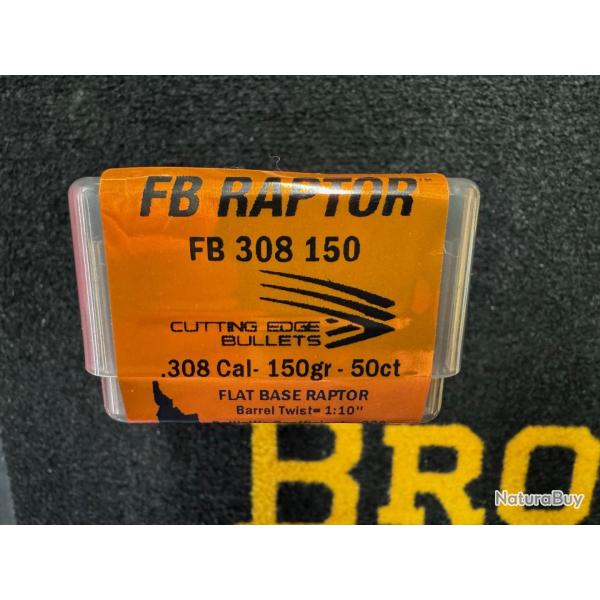 FB RAPTOR™
FB 308 150
CUTTING EDGE
BULLETS
.308 Cal- 150gr - 50ct
FLAT BASE RAPTOR
Barrel Twist= 1:10"
BRO
NaturaBuy